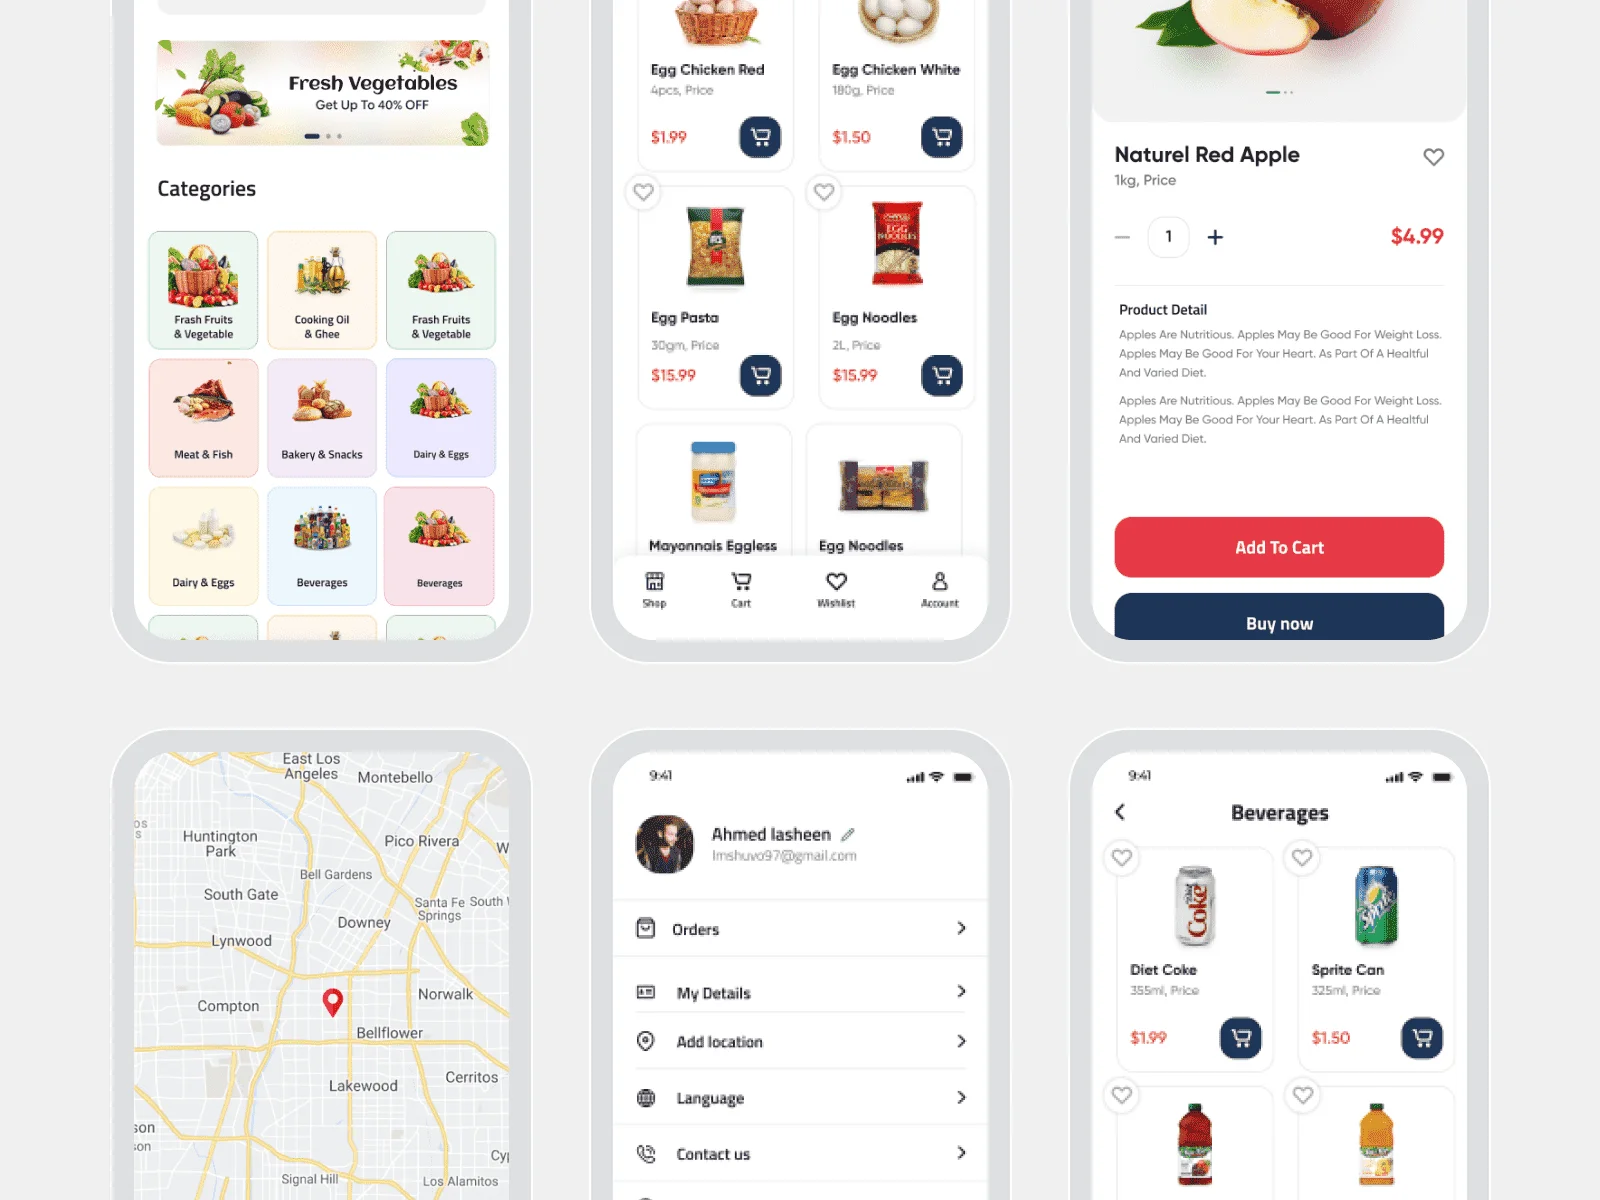 Fresh Vegetables
Get Up To 40% OFF
Categories
Frash Fruits
& Vegetable
Cooking Oil
& Ghee
Frash Fruits
& Vegetable
Meat & Fish
Bakery & Snacks
Dairy & Eggs
Dairy & Eggs
Beverages
Beverages
Egg Chicken Red
4pcs, Price
$1.99
Egg Chicken White
180g, Price
$1.50
EGG
NOODLES
Egg Pasta
30gm, Price
$15.99
Egg Noodles
2L, Price
$15.99
Mayonnais Eggless
Egg Noodles
Shop
Cart
Wishlist
Account
Naturel Red Apple
1kg, Price
1
$4.99
Product Detail
Apples Are Nutritious. Apples May Be Good For Weight Loss.
Apples May Be Good For Your Heart. As Part Of A Healtful
And Varied Diet.
Apples Are Nutritious. Apples May Be Good For Weight Loss.
Apples May Be Good For Your Heart. As Part Of A Healtful
And Varied Diet.
Add To Cart
Buy now
East Los
Angeles
Montebello
Huntington
Park
Pico Rivera
Bell Gardens
South Gate
Santa Fe
Springs
South
Downey
Lynwood
Norwalk
Compton
Bellflower
Lakewood
Cerritos
Signal Hill
Los Alamitos
9:41
Ahmed lasheen
lmshuvo97@gmail.com
Orders
My Details
Add location
Language
Contact us
9:41
Beverages
Diet
Coke
Sprite
Diet Coke
355ml, Price
$1.99
Sprite Can
325ml, Price
$1.50